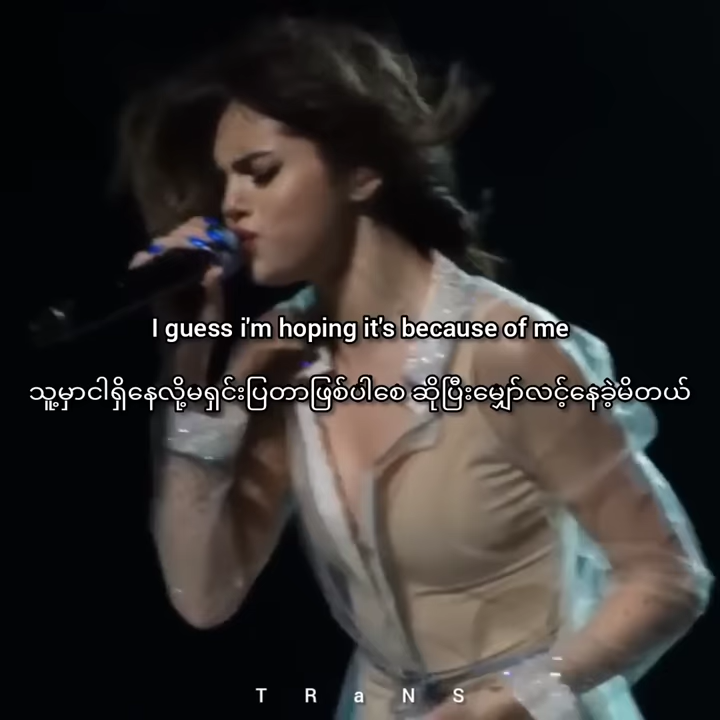 I guess i'm hoping it's because of me
သူ့မှာငါရှိနေလို့မရှင်းပြတာဖြစ်ပါစေ ဆိုပြီးမျှော်လင့်နေခဲ့မိတယ်
T R a N S